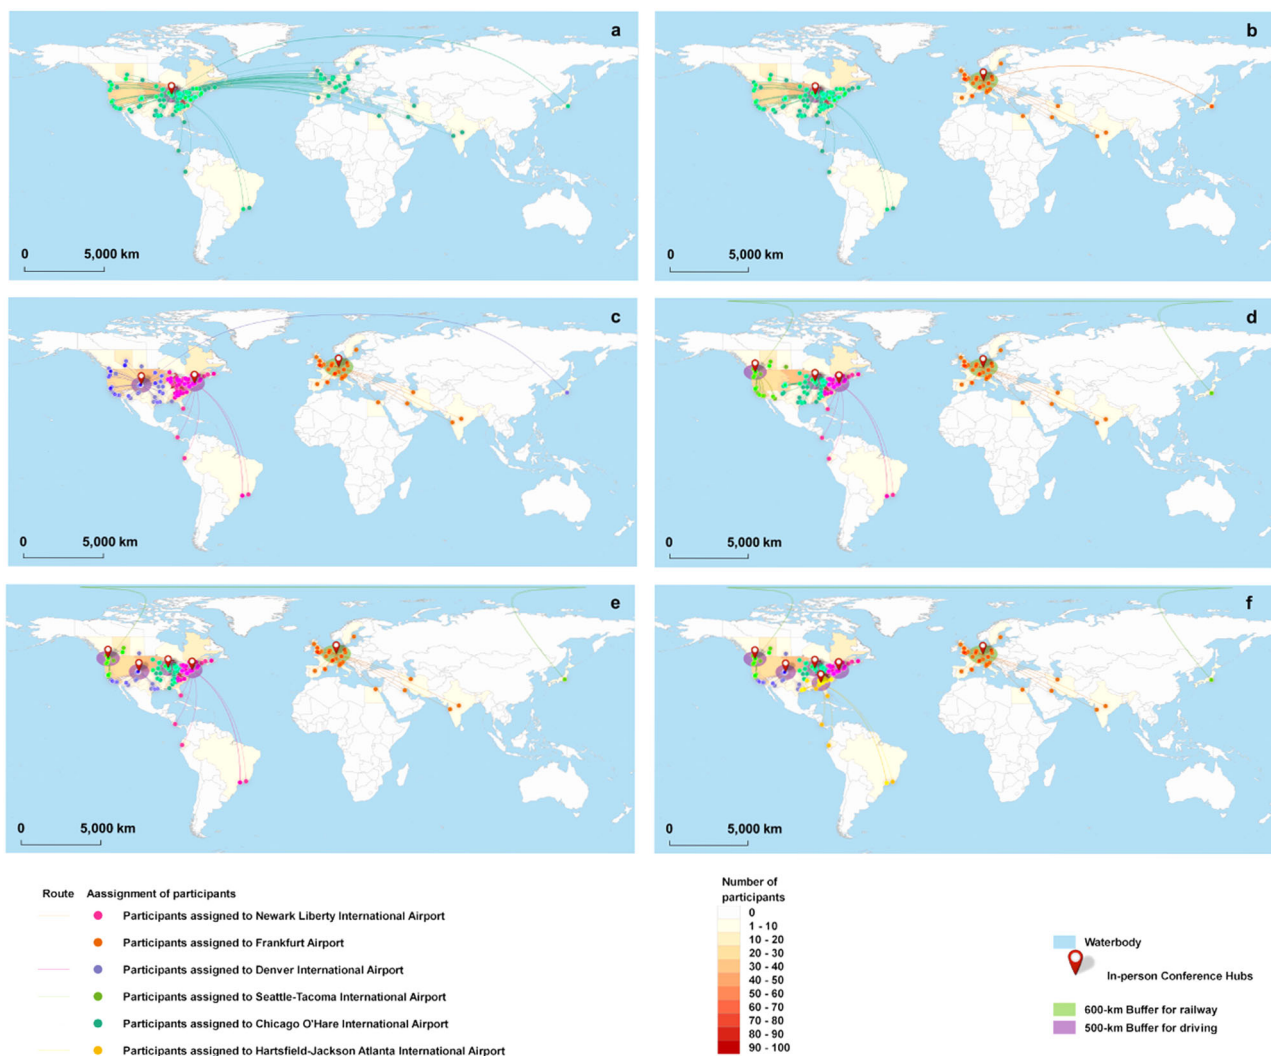 a
b
0
5,000 km
0
5,000 km
c
d
0
5,000 km
0
5,000 km
e
f
0
5,000 km
0
5,000 km
Route Aassignment of participants
Participants assigned to Newark Liberty International Airport
Participants assigned to Frankfurt Airport
Participants assigned to Denver International Airport
Participants assigned to Seattle-Tacoma International Airport
Participants assigned to Chicago O'Hare International Airport
Participants assigned to Hartsfield-Jackson Atlanta International Airport
Number of
participants
0
1 - 10
10 - 20
20 - 30
30 - 40
40 - 50
50 - 60
60 - 70
70 - 80
80 - 90
90 - 100
Waterbody
In-person Conference Hubs
600-km Buffer for railway
500-km Buffer for driving